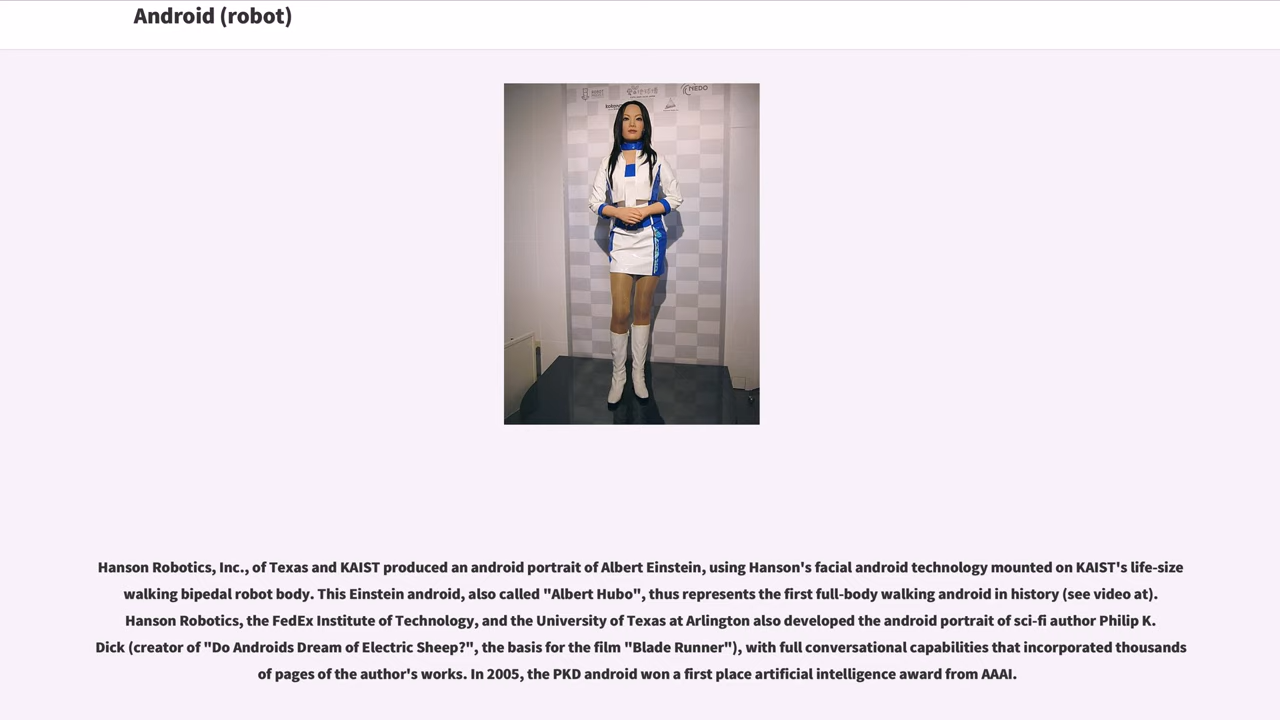 Android (robot)
NEDO
Hanson Robotics, Inc., of Texas and KAIST produced an android portrait of Albert Einstein, using Hanson's facial android technology mounted on KAIST's life-size
walking bipedal robot body. This Einstein android, also called "Albert Hubo", thus represents the first full-body walking android in history (see video at).
Hanson Robotics, the FedEx Institute of Technology, and the University of Texas at Arlington also developed the android portrait of sci-fi author Philip K.
Dick (creator of "Do Androids Dream of Electric Sheep?", the basis for the film "Blade Runner"), with full conversational capabilities that incorporated thousands
of pages of the author's works. In 2005, the PKD android won a first place artificial intelligence award from AAAI.